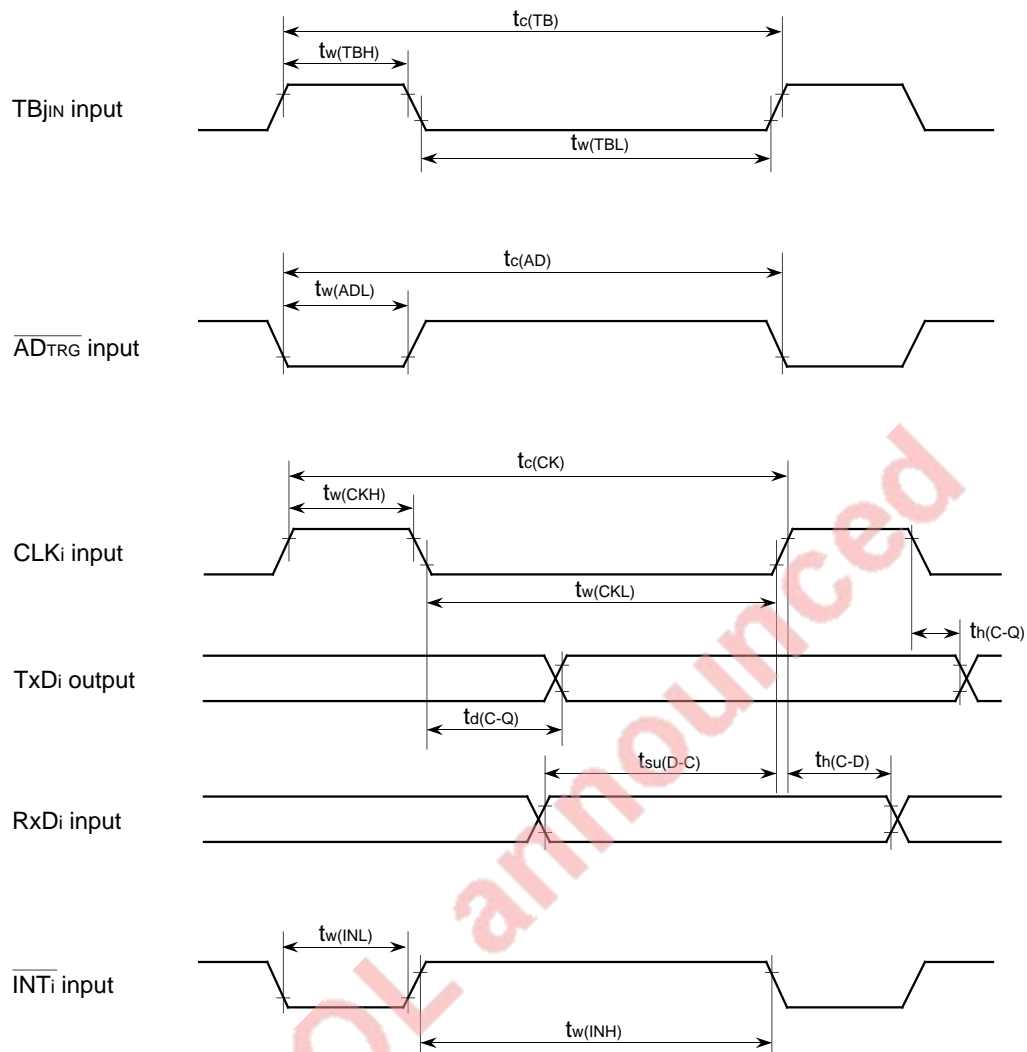 tc(TB)
tw(TBH)
TBjIN input
tw(TBL)
tc(AD)
tw(ADL)
ADTRG input
tc(CK)
tw(CKH)
CLKi input
tw(CKL)
th(C-Q)
TxDi output
td(C-Q)
tsu(D-C)
th(C-D)
RxDi input
tw(INL)
INTi input
tw(INH)
OL announced